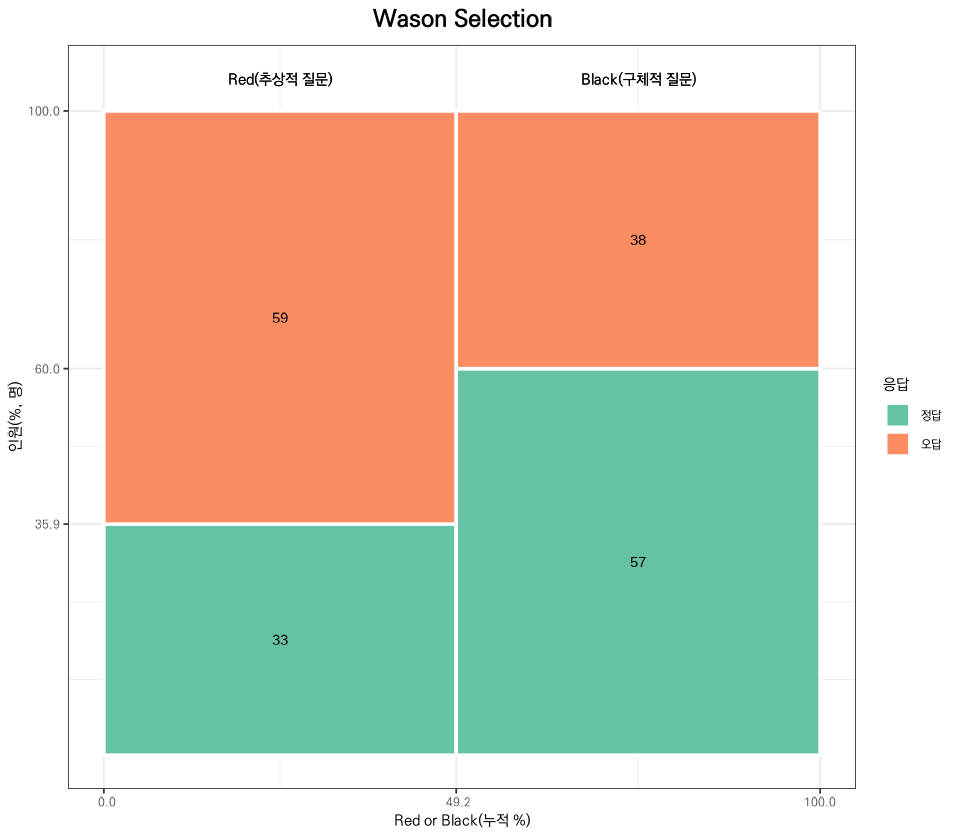 Wason Selection
Red(추상적 질문)
Black(구체적 질문)
100.0
60.0
35.9
인원(%, 명)
59
38
33
57
응답
정답
오답
0.0
49.2
100.0
Red or Black(누적 %)